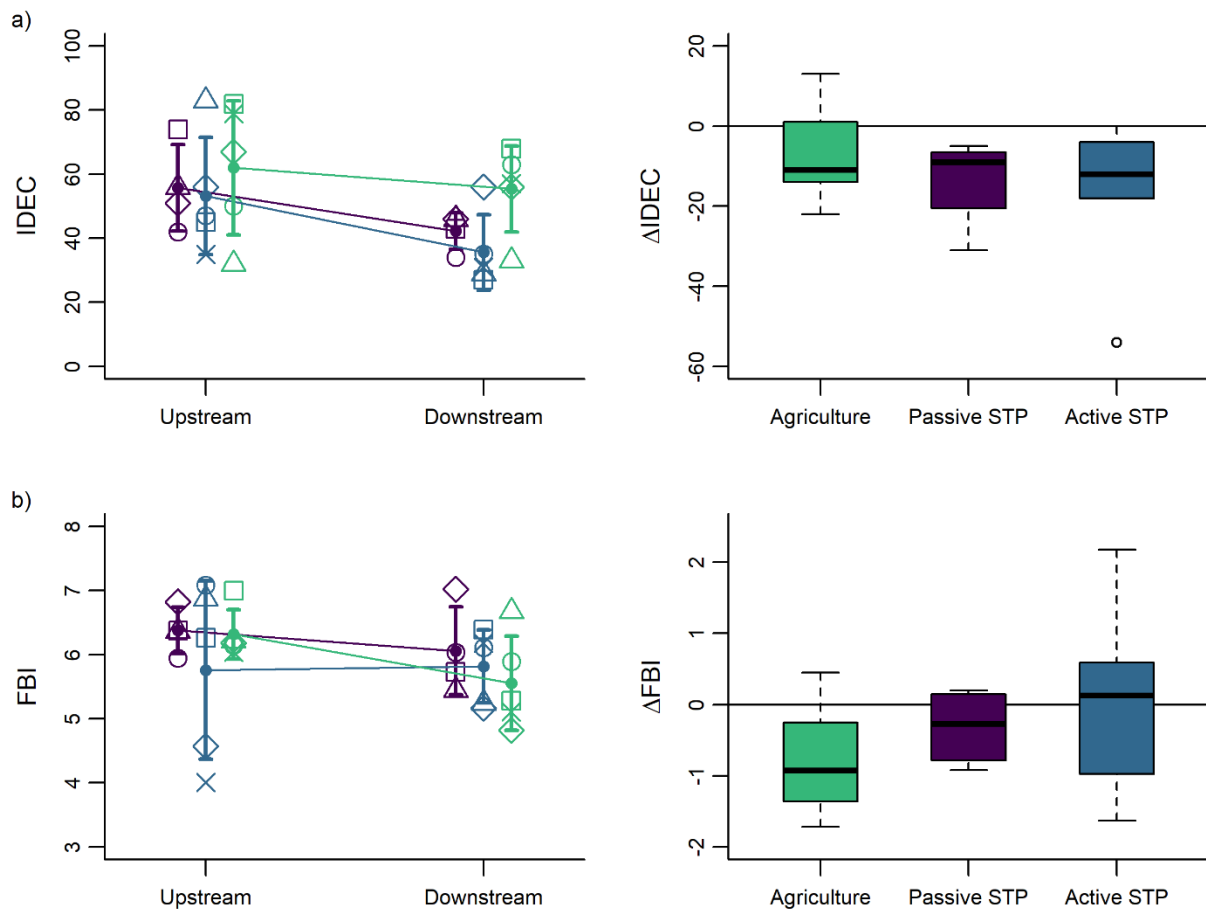 a)
IDEC
100
80
60
40
20
0
Upstream
Downstream
ΔIDEC
20
0
-20
-40
-60
Agriculture
Passive STP
Active STP
b)
FBI
8
7
6
5
4
3
Upstream
Downstream
ΔFBI
2
1
0
-1
-2
Agriculture
Passive STP
Active STP